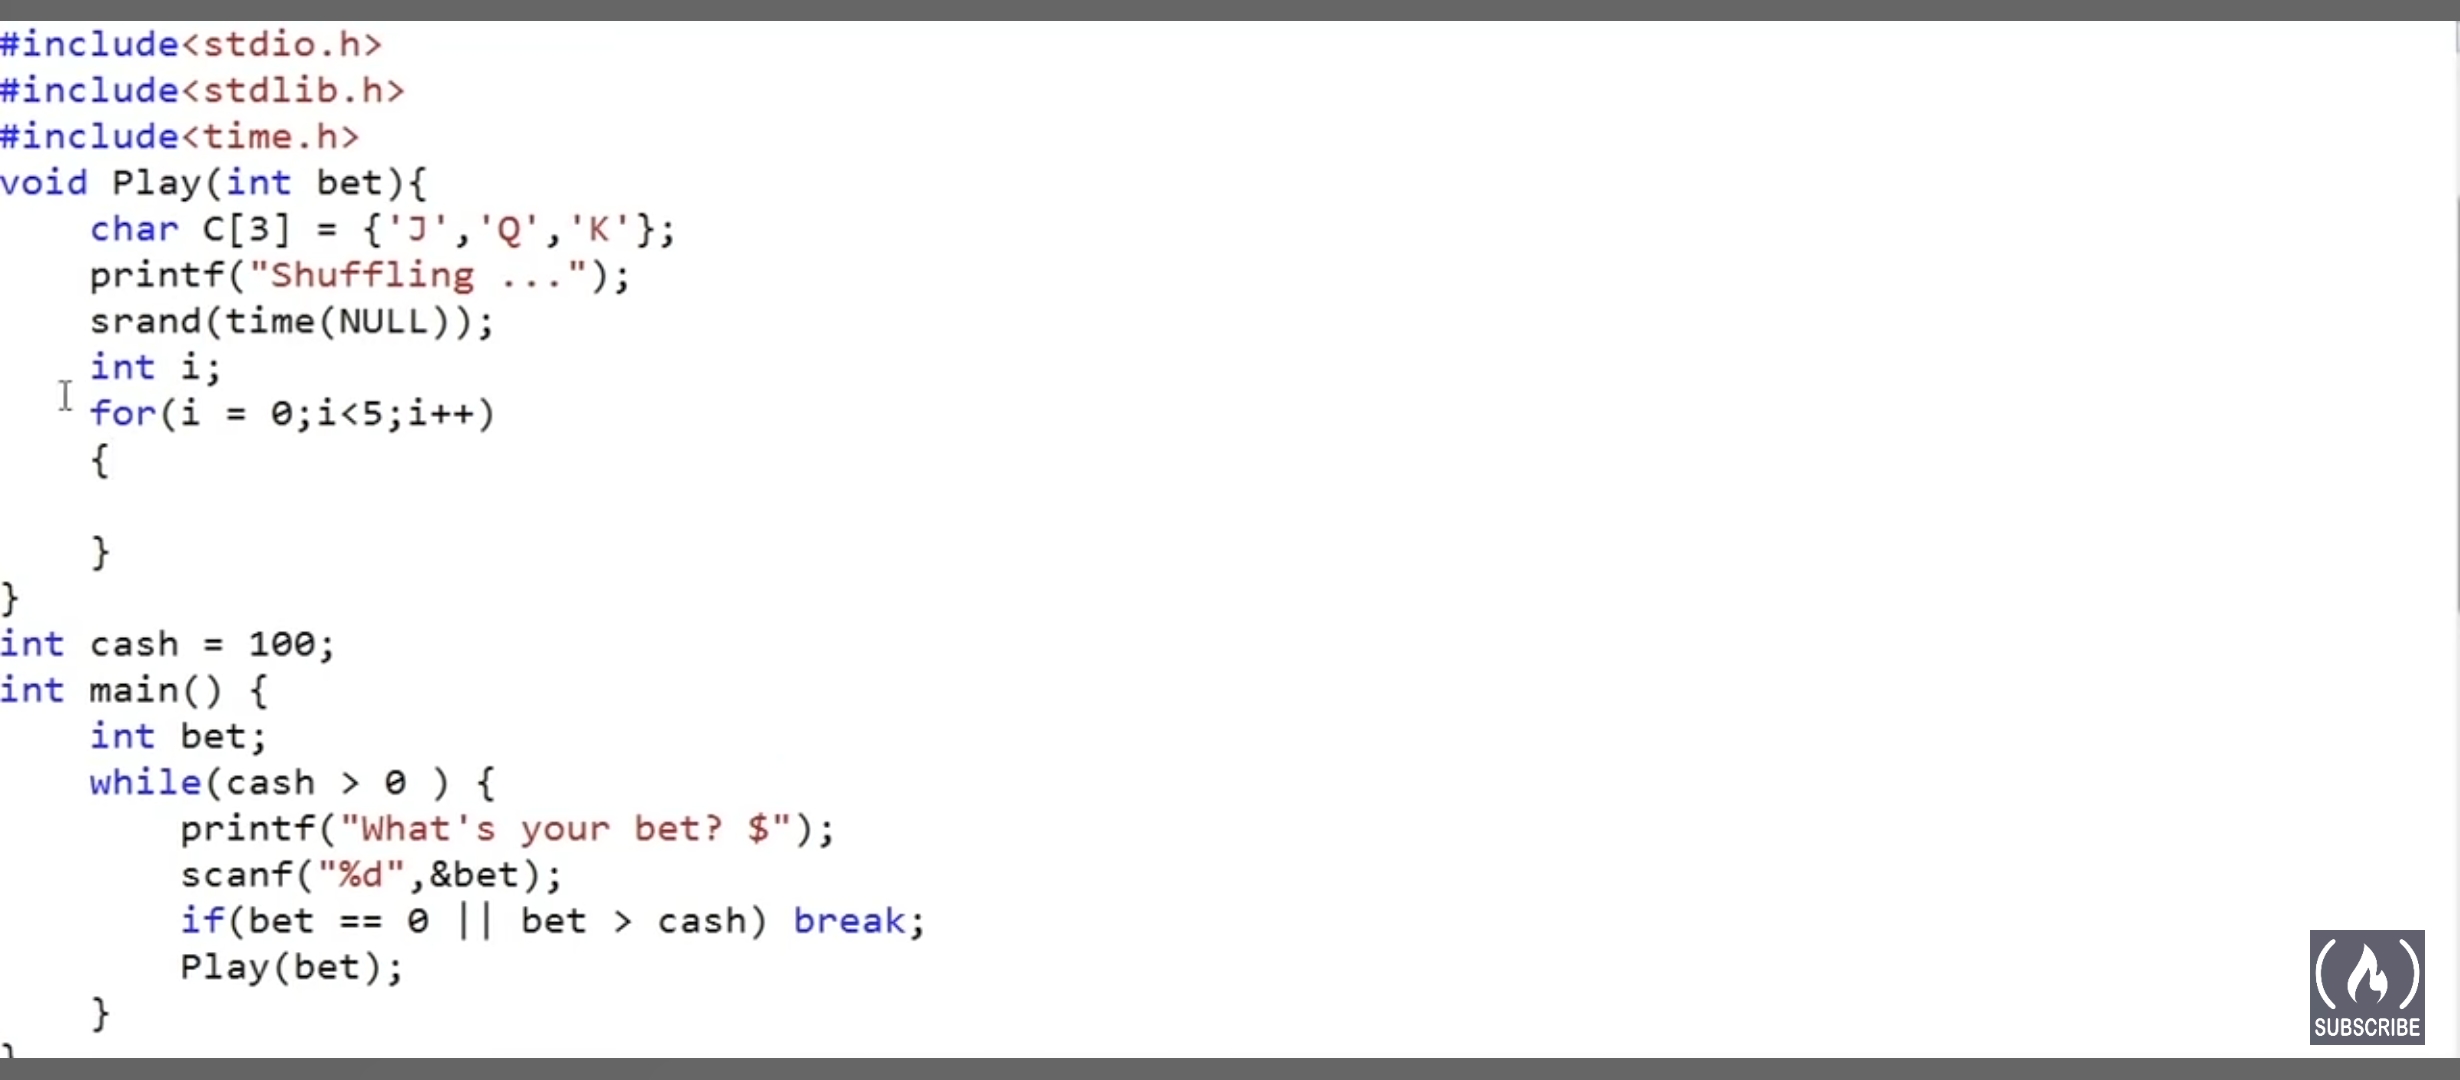 #include<stdio.h>
#include<stdlib.h>
#include<time.h>
void Play(int bet){
    char C[3] = {'J','Q','K'};
    printf("Shuffling ...");
    srand(time(NULL));
    int i;
    for(i = 0;i<5;i++)
    {

    }
}
int cash = 100;
int main() {
    int bet;
    while(cash > 0 ) {
        printf("What's your bet? $");
        scanf("%d",&bet);
        if(bet == 0 || bet > cash) break;
        Play(bet);
    }
}
SUBSCRIBE